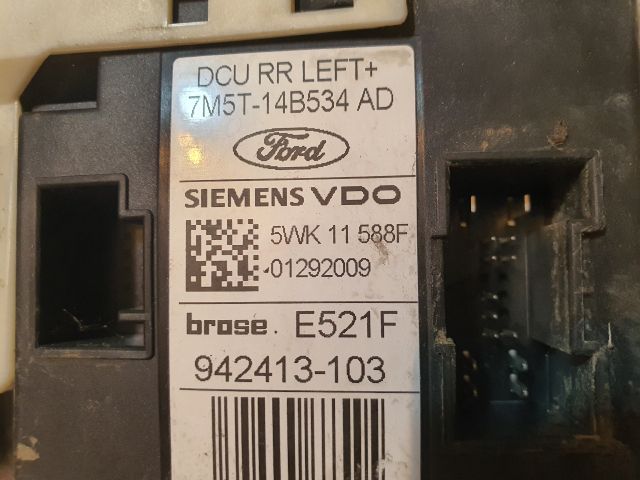 DCU RR LEFT+
7M5T-14B534 AD
Ford
SIEMENS VDO
5WK 11 588F
01292009
brose E521F
942413-103